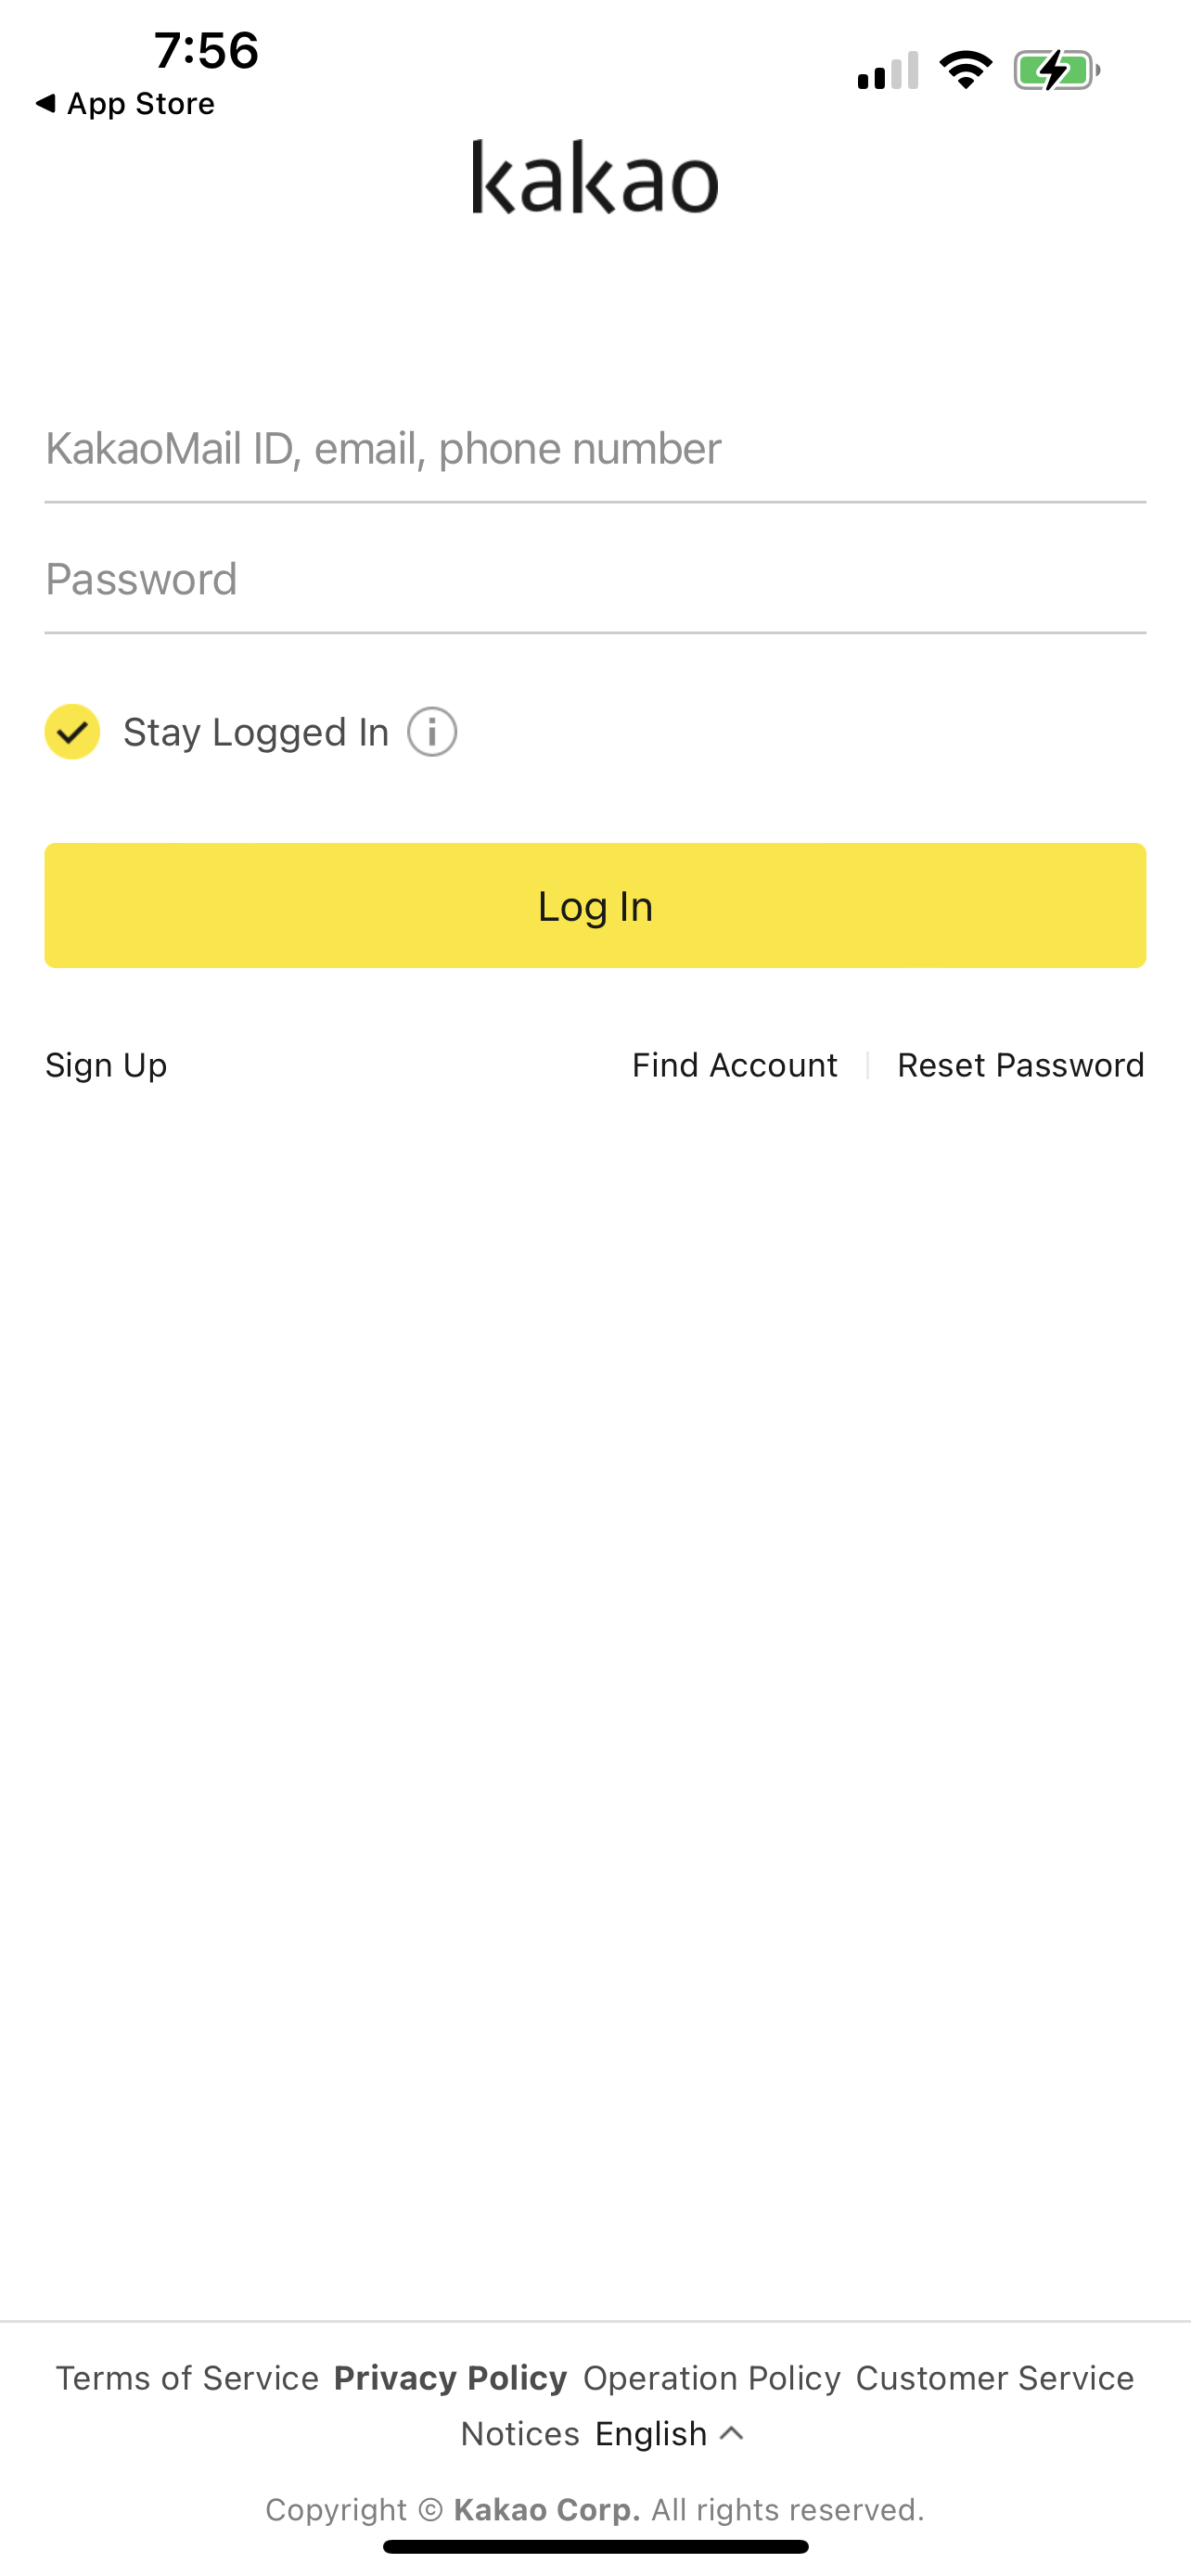 7:56
◀ App Store
kakao
KakaoMail ID, email, phone number
Password
Stay Logged In
Log In
Sign Up
Find Account | Reset Password
Terms of Service Privacy Policy Operation Policy Customer Service
Notices English
Copyright © Kakao Corp. All rights reserved.